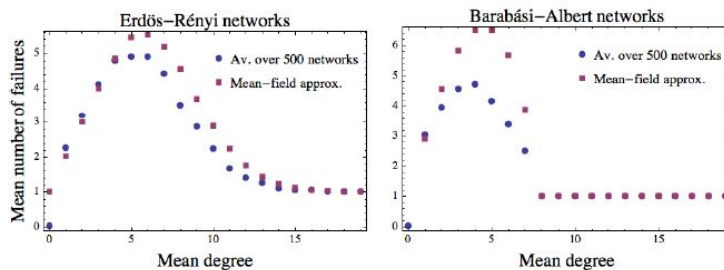 Erdös-Rényi networks
Mean number of failures
5
4
3
2
1
0
Av. over 500 networks
Mean-field approx.
0
5
10
15
Mean degree
Barabási-Albert networks
6
5
4
3
2
1
0
Av. over 500 networks
Mean-field approx.
0
5
10
15
Mean degree